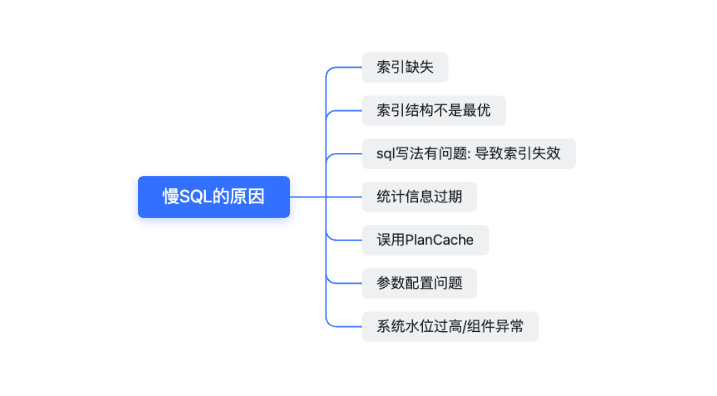 慢SQL的原因
索引缺失
索引结构不是最优
sql写法有问题: 导致索引失效
统计信息过期
误用PlanCache
参数配置问题
系统水位过高/组件异常